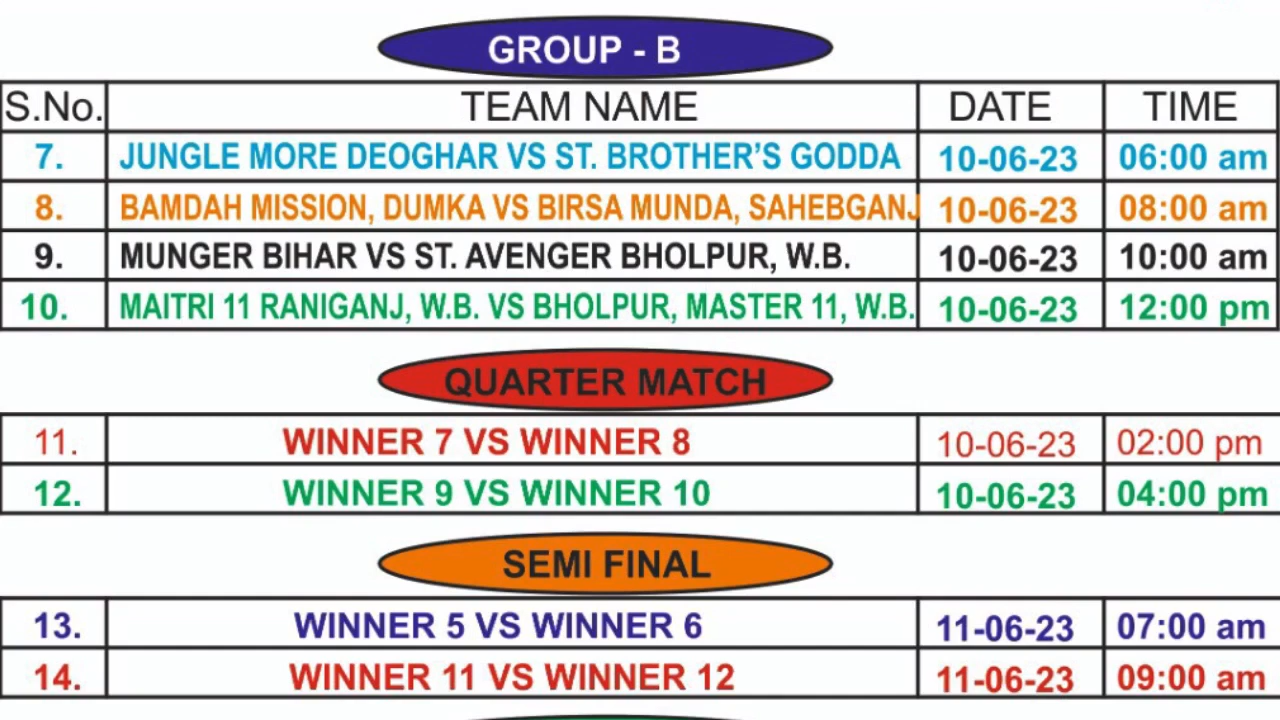 GROUP - B
S.No. TEAM NAME DATE TIME
7. JUNGLE MORE DEOGHAR VS ST. BROTHER’S GODDA 10-06-23 06:00 am
8. BAMDAH MISSION, DUMKA VS BIRSA MUNDA, SAHEBGANJ 10-06-23 08:00 am
9. MUNGER BIHAR VS ST. AVENGER BHOLPUR, W.B. 10-06-23 10:00 am
10. MAITRI 11 RANIGANJ, W.B. VS BHOLPUR, MASTER 11, W.B. 10-06-23 12:00 pm
QUARTER MATCH
11. WINNER 7 VS WINNER 8 10-06-23 02:00 pm
12. WINNER 9 VS WINNER 10 10-06-23 04:00 pm
SEMI FINAL
13. WINNER 5 VS WINNER 6 11-06-23 07:00 am
14. WINNER 11 VS WINNER 12 11-06-23 09:00 am